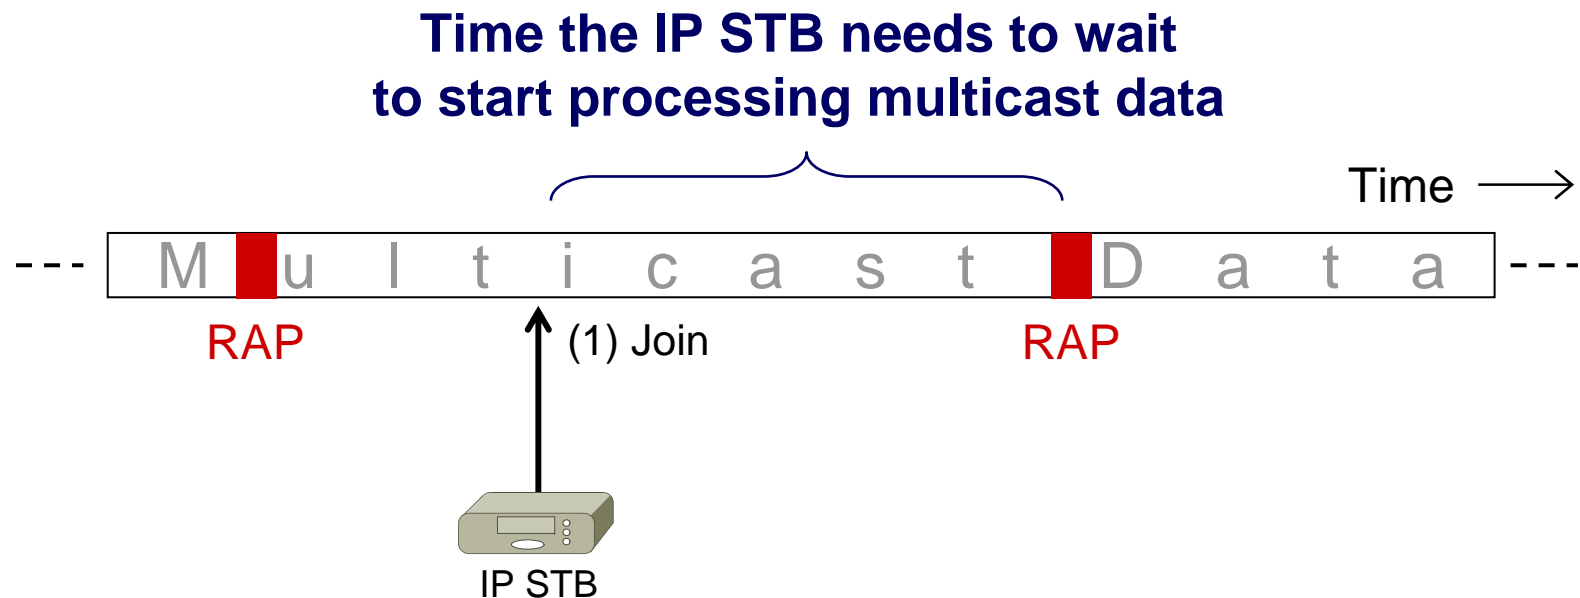 Time the IP STB needs to wait
to start processing multicast data
Time
--- M u l t i c a s t D a t a ---
RAP (1) Join RAP
IP STB